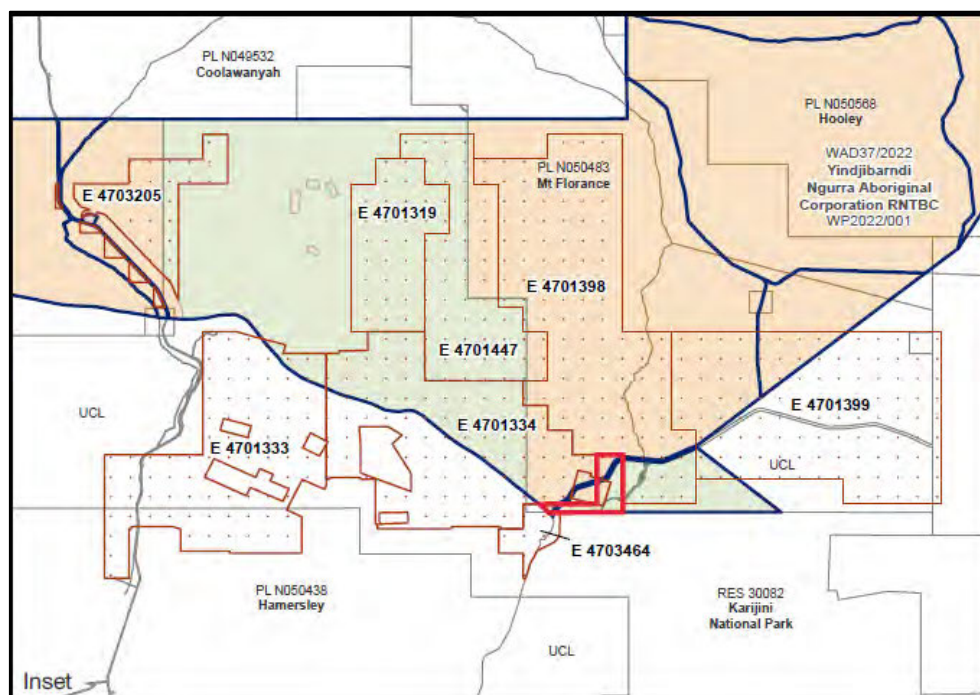 PL N049532
Coolawanyah
PL N050568
Hooley
WAD37/2022
Yindjibarndi
Ngurra Aboriginal
Corporation RNTBC
WP2022/001
PL N050483
Mt Florance
E 4703205
E 4701319
E 4701398
E 4701447
UCL
E 4701333
E 4701334
E 4701399
UCL
E 4703464
PL N050438
Hamersley
RES 30082
Karijini
National Park
UCL
Inset